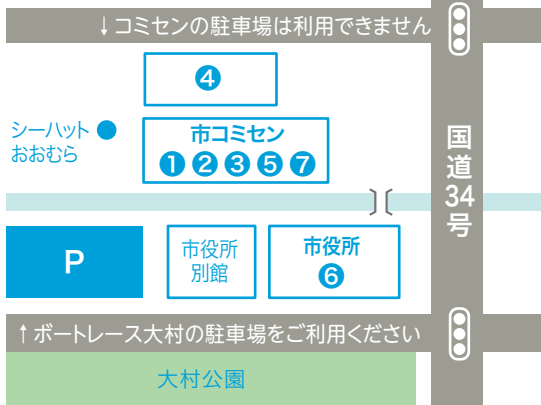 ↓コミセンの駐車場は利用できません
❹
シーハット
おおむら
市コミセン
❶❷❸❺❼
国道34号
P
市役所
別館
市役所
❻
↑ボートレース大村の駐車場をご利用ください
大村公園